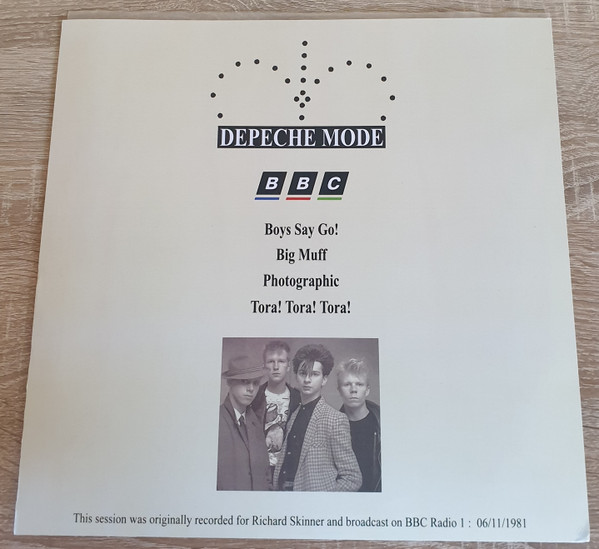 DEPECHE MODE
BBC
Boys Say Go!
Big Muff
Photographic
Tora! Tora! Tora!
This session was originally recorded for Richard Skinner and broadcast on BBC Radio 1 : 06/11/1981